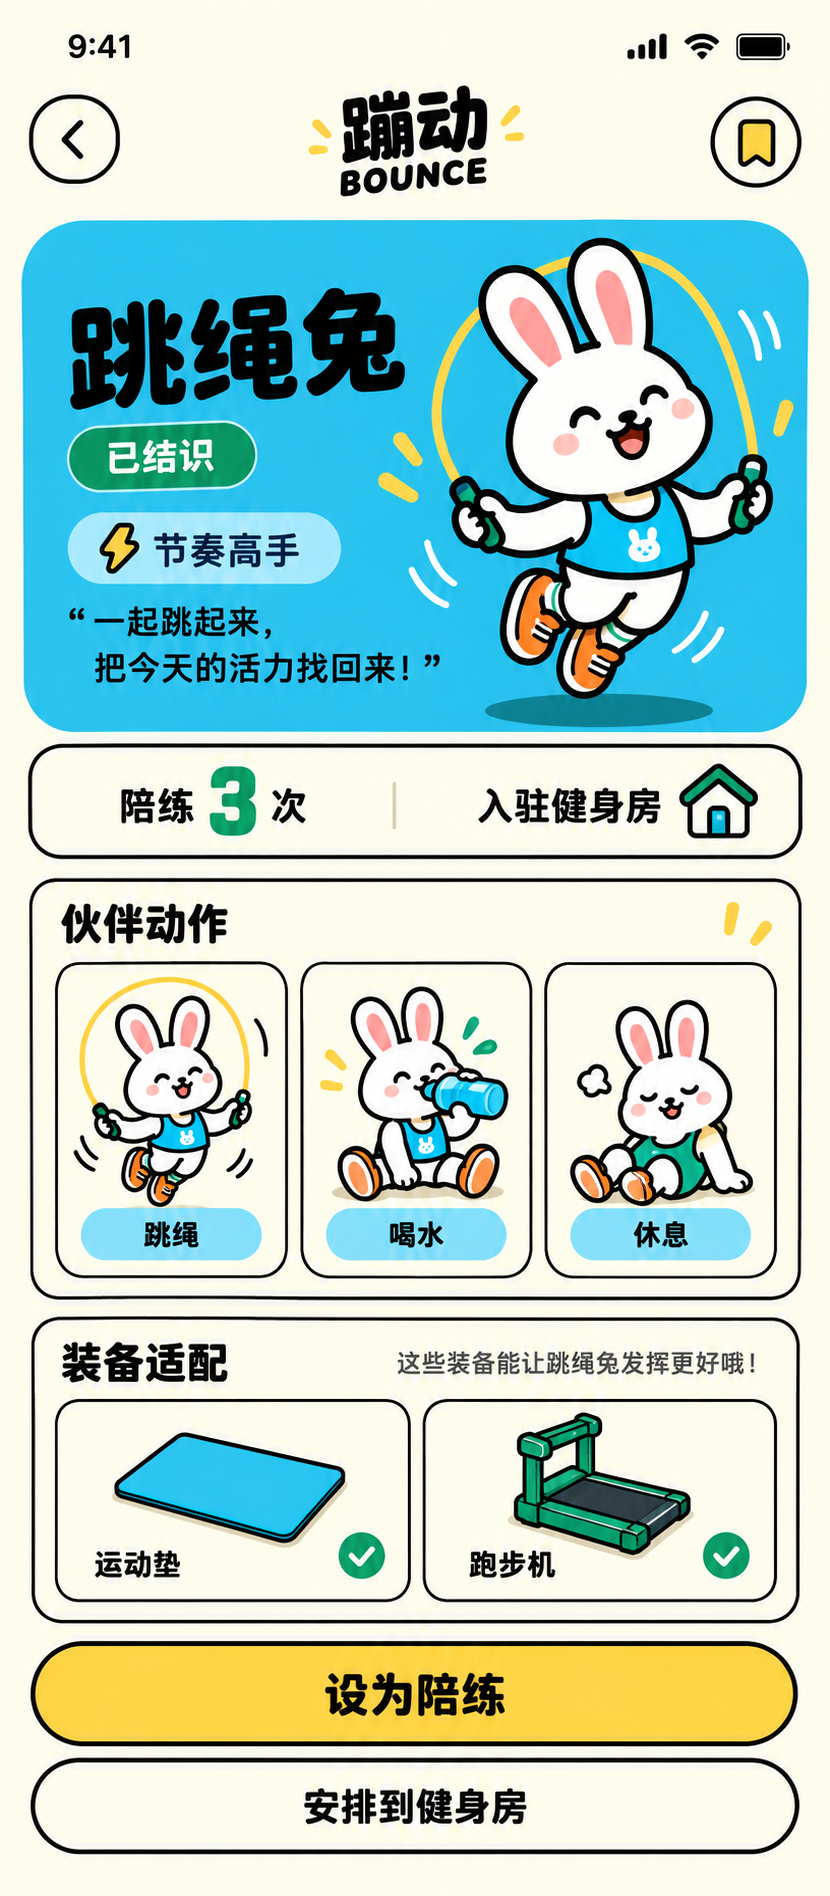 9:41
蹦动
BOUNCE
跳绳兔
已结识
节奏高手
“一起跳起来，
把今天的活力找回来！”
陪练 3 次
入驻健身房
伙伴动作
跳绳
喝水
休息
装备适配
这些装备能让跳绳兔发挥更好哦！
运动垫
跑步机
设为陪练
安排到健身房